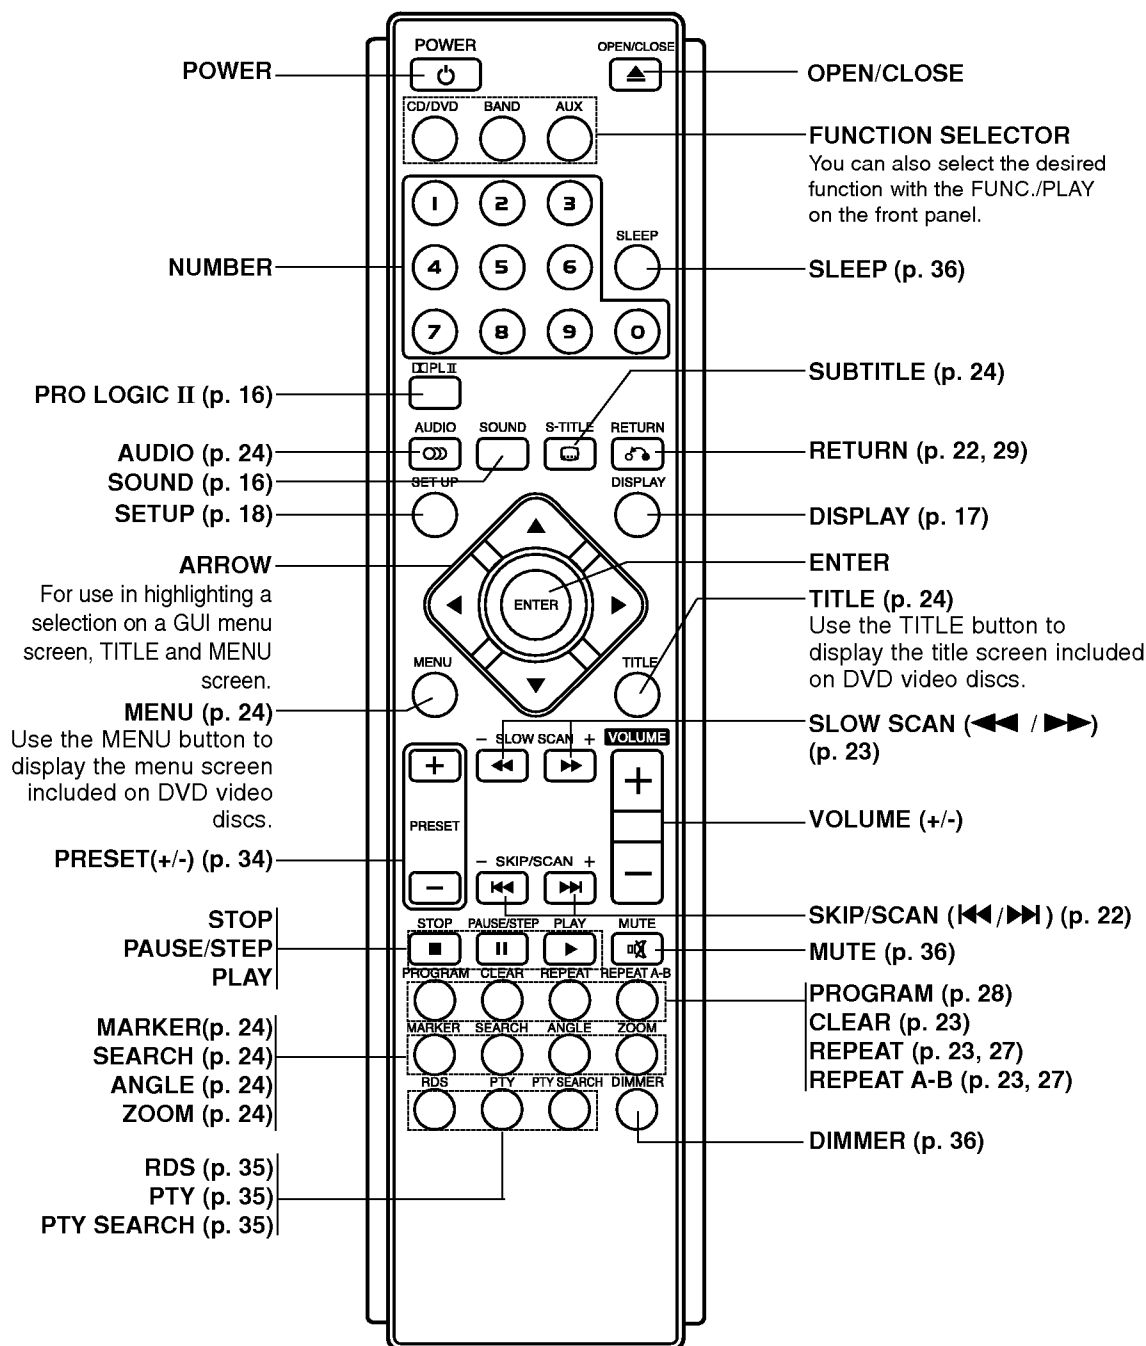 POWER
OPEN/CLOSE
POWER
OPEN/CLOSE
CD/DVD BAND AUX
FUNCTION SELECTOR
You can also select the desired
function with the FUNC./PLAY
on the front panel.
1 2 3
SLEEP
NUMBER
4 5 6
SLEEP (p. 36)
7 8 9 0
PL II
SUBTITLE (p. 24)
PRO LOGIC II (p. 16)
AUDIO SOUND S-TITLE RETURN
AUDIO (p. 24)
RETURN (p. 22, 29)
SOUND (p. 16)
SET UP DISPLAY
SETUP (p. 18)
DISPLAY (p. 17)
ARROW
For use in highlighting a
selection on a GUI menu
screen, TITLE and MENU
screen.
ENTER
ENTER
TITLE (p. 24)
Use the TITLE button to
display the title screen included
on DVD video discs.
MENU TITLE
MENU (p. 24)
Use the MENU button to
display the menu screen
included on DVD video
discs.
SLOW SCAN (◀◀ / ▶▶)
(p. 23)
– SLOW SCAN + VOLUME
+ +
PRESET
VOLUME (+/-)
PRESET(+/-) (p. 34)
– SKIP/SCAN +
– –
SKIP/SCAN (|◀◀/▶▶|) (p. 22)
STOP
PAUSE/STEP
PLAY
STOP PAUSE/STEP PLAY MUTE
MUTE (p. 36)
PROGRAM CLEAR REPEAT REPEAT A-B
PROGRAM (p. 28)
CLEAR (p. 23)
REPEAT (p. 23, 27)
REPEAT A-B (p. 23, 27)
MARKER(p. 24)
SEARCH (p. 24)
ANGLE (p. 24)
ZOOM (p. 24)
MARKER SEARCH ANGLE ZOOM
RDS PTY PTY SEARCH DIMMER
DIMMER (p. 36)
RDS (p. 35)
PTY (p. 35)
PTY SEARCH (p. 35)